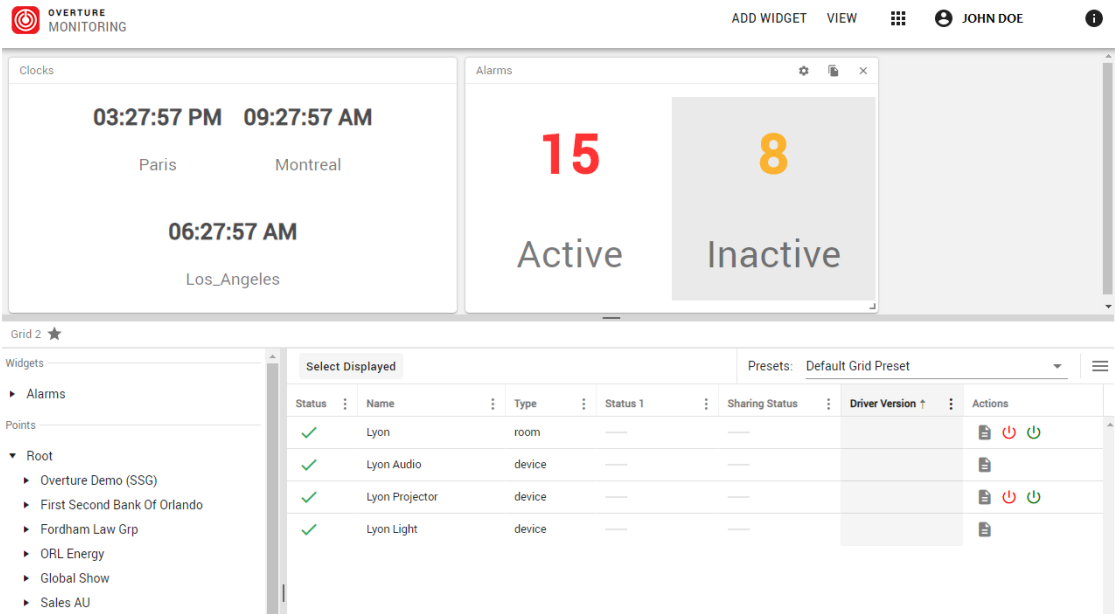 OVERTURE
MONITORING
ADD WIDGET VIEW JOHN DOE
Clocks
03:27:57 PM 09:27:57 AM
Paris Montreal
06:27:57 AM
Los_Angeles
Alarms
15 8
Active Inactive
Grid 2
Widgets
Alarms
Points
Root
Overture Demo (SSG)
First Second Bank Of Orlando
Fordham Law Grp
ORL Energy
Global Show
Sales AU
Select Displayed Presets: Default Grid Preset
Status Name Type Status 1 Sharing Status Driver Version ↑ Actions
Lyon room
Lyon Audio device
Lyon Projector device
Lyon Light device